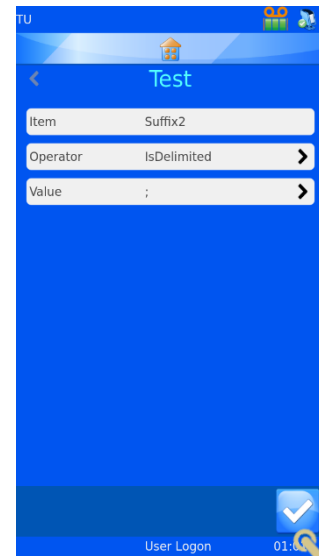 TU
Test
Item Suffix2
Operator IsDelimited
Value ;
User Logon